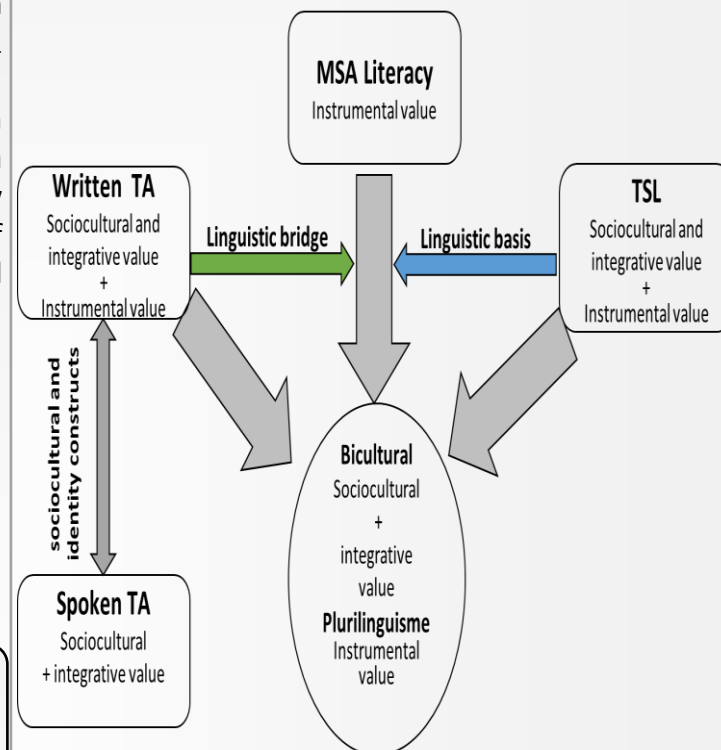 MSA Literacy
Instrumental value
Written TA
Sociocultural and
integrative value
+
Instrumental value
Linguistic bridge
Linguistic basis
TSL
Sociocultural and
integrative value
+
Instrumental value
sociocultural and
identity constructs
Bicultural
Sociocultural
+
integrative
value
Plurilinguisme
Instrumental
value
Spoken TA
Sociocultural
+ integrative value